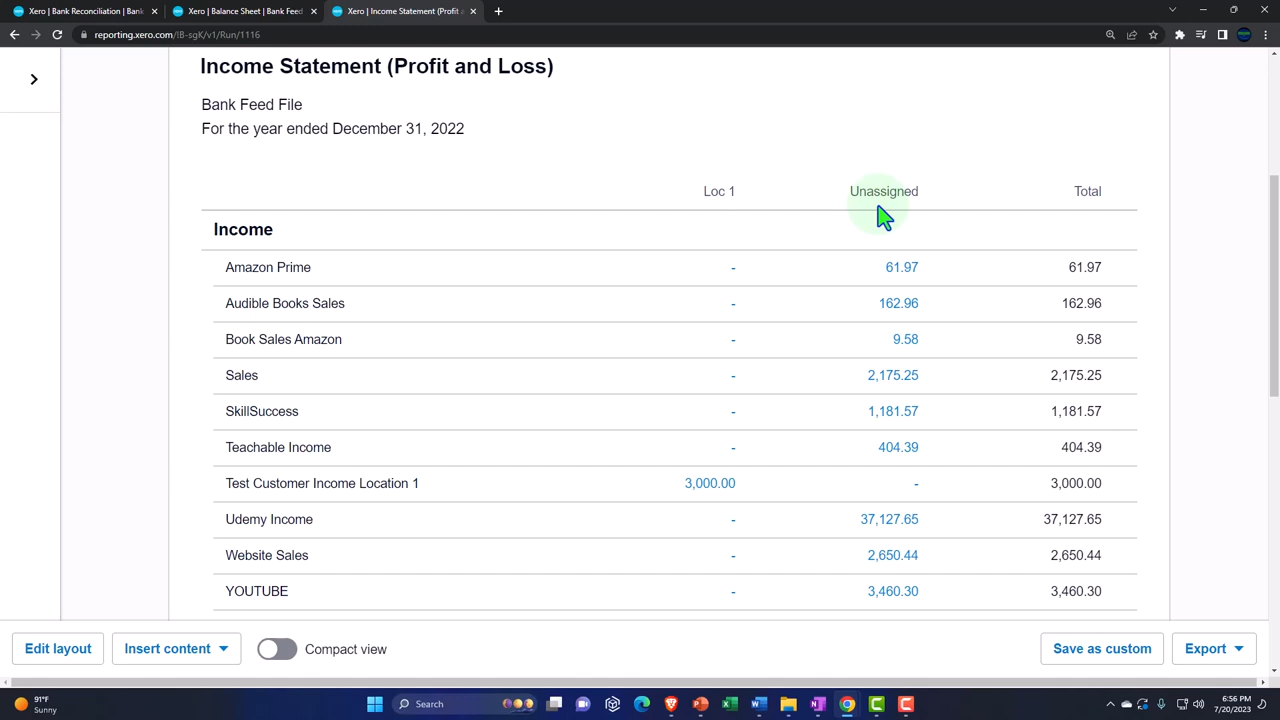 Xero | Bank Reconciliation | Bank
Xero | Balance Sheet | Bank Feed
Xero | Income Statement (Profit a
reporting.xero.com/!B-sgK/v1/Run/1116
Income Statement (Profit and Loss)
Bank Feed File
For the year ended December 31, 2022
Loc 1 Unassigned Total
Income
Amazon Prime - 61.97 61.97
Audible Books Sales - 162.96 162.96
Book Sales Amazon - 9.58 9.58
Sales - 2,175.25 2,175.25
SkillSuccess - 1,181.57 1,181.57
Teachable Income - 404.39 404.39
Test Customer Income Location 1 3,000.00 - 3,000.00
Udemy Income - 37,127.65 37,127.65
Website Sales - 2,650.44 2,650.44
YOUTUBE - 3,460.30 3,460.30
Edit layout Insert content Compact view Save as custom Export
91°F
Sunny
Search
6:56 PM
7/20/2023